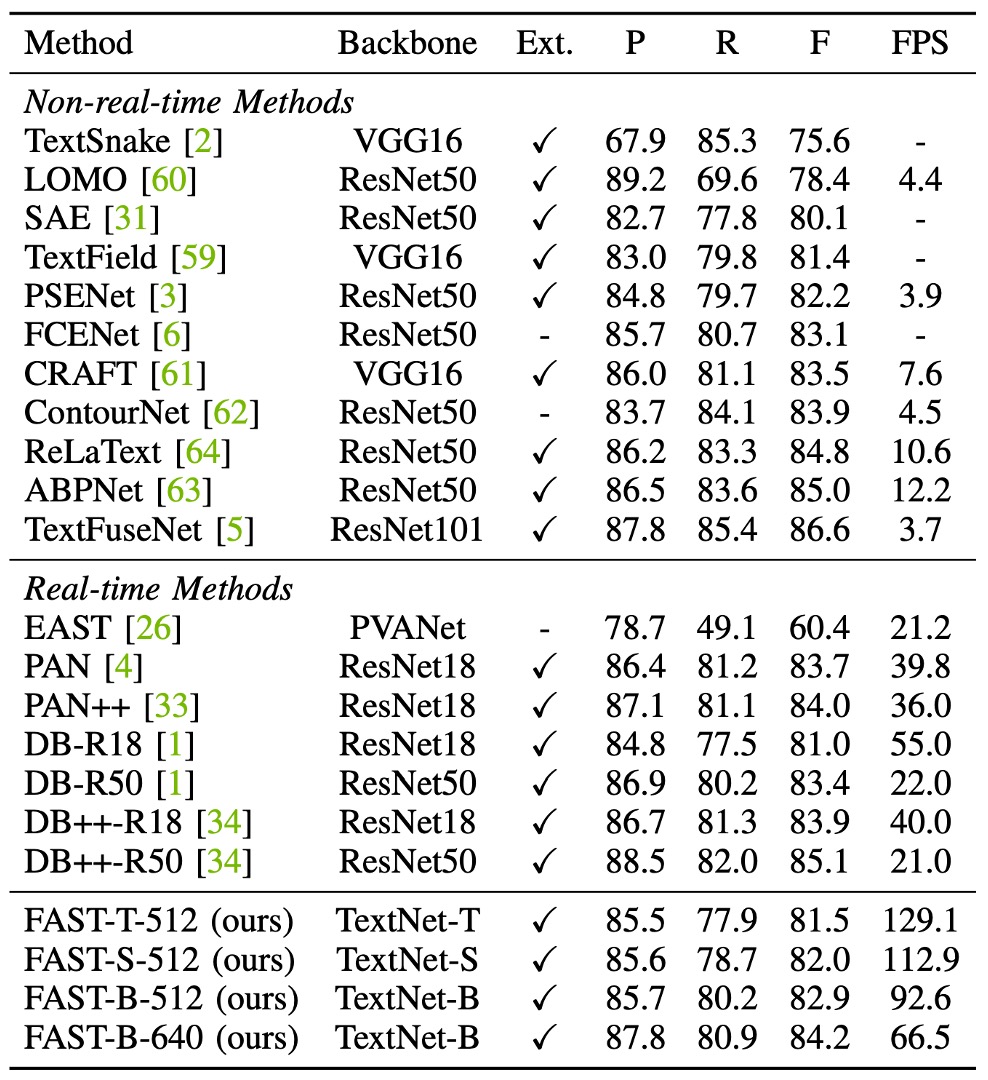 Method Backbone Ext. P R F FPS
Non-real-time Methods
TextSnake [2] VGG16 ✓ 67.9 85.3 75.6 -
LOMO [60] ResNet50 ✓ 89.2 69.6 78.4 4.4
SAE [31] ResNet50 ✓ 82.7 77.8 80.1 -
TextField [59] VGG16 ✓ 83.0 79.8 81.4 -
PSENet [3] ResNet50 ✓ 84.8 79.7 82.2 3.9
FCENet [6] ResNet50 - 85.7 80.7 83.1 -
CRAFT [61] VGG16 ✓ 86.0 81.1 83.5 7.6
ContourNet [62] ResNet50 - 83.7 84.1 83.9 4.5
ReLaText [64] ResNet50 ✓ 86.2 83.3 84.8 10.6
ABPNet [63] ResNet50 ✓ 86.5 83.6 85.0 12.2
TextFuseNet [5] ResNet101 ✓ 87.8 85.4 86.6 3.7
Real-time Methods
EAST [26] PVANet - 78.7 49.1 60.4 21.2
PAN [4] ResNet18 ✓ 86.4 81.2 83.7 39.8
PAN++ [33] ResNet18 ✓ 87.1 81.1 84.0 36.0
DB-R18 [1] ResNet18 ✓ 84.8 77.5 81.0 55.0
DB-R50 [1] ResNet50 ✓ 86.9 80.2 83.4 22.0
DB++-R18 [34] ResNet18 ✓ 86.7 81.3 83.9 40.0
DB++-R50 [34] ResNet50 ✓ 88.5 82.0 85.1 21.0
FAST-T-512 (ours) TextNet-T ✓ 85.5 77.9 81.5 129.1
FAST-S-512 (ours) TextNet-S ✓ 85.6 78.7 82.0 112.9
FAST-B-512 (ours) TextNet-B ✓ 85.7 80.2 82.9 92.6
FAST-B-640 (ours) TextNet-B ✓ 87.8 80.9 84.2 66.5